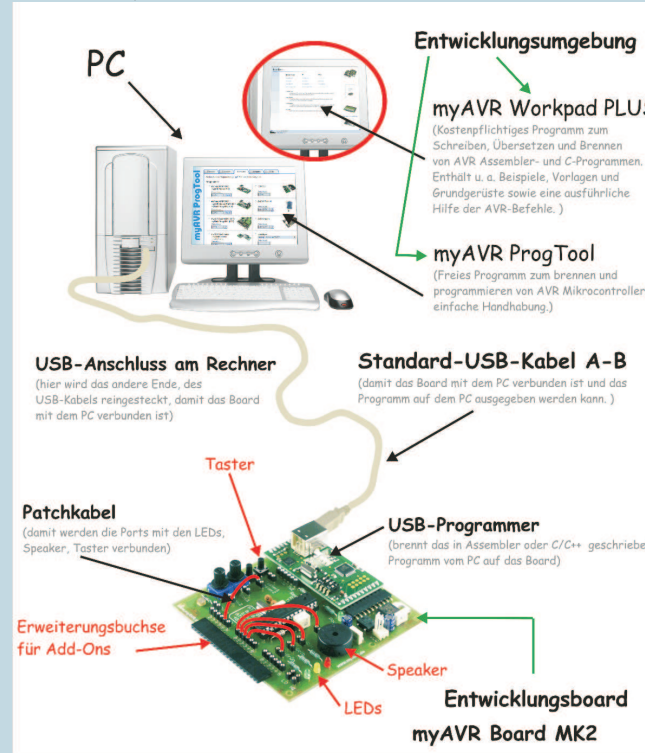 PC
Entwicklungsumgebung
myAVR Workpad PLUS
(Kostenpflichtiges Programm zum
Schreiben, Übersetzen und Brennen
von AVR Assembler- und C-Programmen.
Enthält u. a. Beispiele, Vorlagen und
Grundgerüste sowie eine ausführliche
Hilfe der AVR-Befehle. )
myAVR ProgTool
myAVR ProgTool
(Freies Programm zum brennen und
programmieren von AVR Mikrocontroller
einfache Handhabung.)
USB-Anschluss am Rechner
(hier wird das andere Ende, des
USB-Kabels reingesteckt, damit das Board
mit dem PC verbunden ist)
Standard-USB-Kabel A-B
(damit das Board mit dem PC verbunden ist und das
Programm auf dem PC ausgegeben werden kann. )
Taster
Patchkabel
(damit werden die Ports mit den LEDs,
Speaker, Taster verbunden)
USB-Programmer
(brennt das in Assembler oder C/C++ geschriebe
Programm vom PC auf das Board)
Erweiterungsbuchse
für Add-Ons
Speaker
LEDs
Entwicklungsboard
myAVR Board MK2